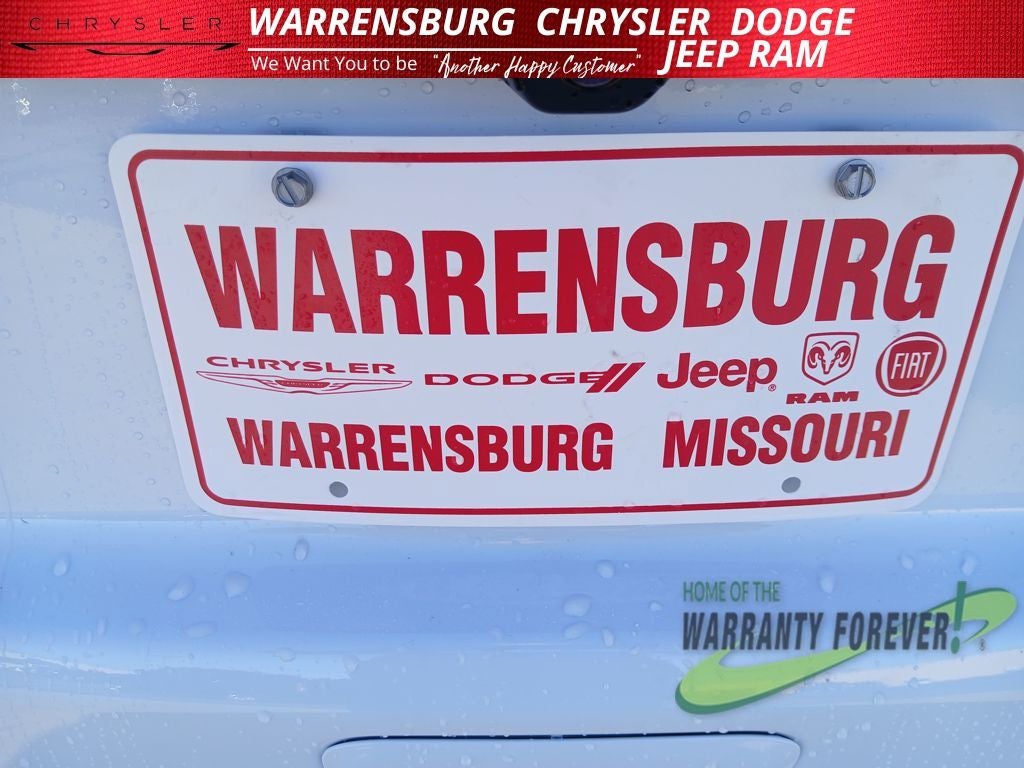 CHRYSLER
WARRENSBURG CHRYSLER DODGE
JEEP RAM
We Want You to be "Another Happy Customer"
WARRENSBURG
CHRYSLER DODGE Jeep® RAM FIAT
WARRENSBURG MISSOURI
HOME OF THE
WARRANTY FOREVER!®